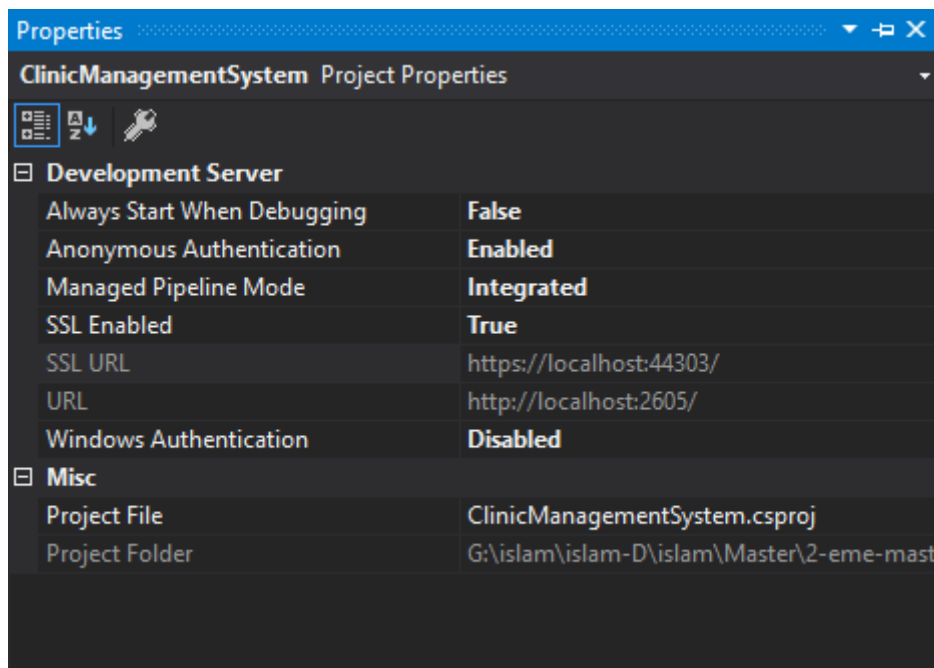 Properties
ClinicManagementSystem Project Properties
Development Server
Always Start When Debugging False
Anonymous Authentication Enabled
Managed Pipeline Mode Integrated
SSL Enabled True
SSL URL https://localhost:44303/
URL http://localhost:2605/
Windows Authentication Disabled
Misc
Project File ClinicManagementSystem.csproj
Project Folder G:\islam\islam-D\islam\Master\2-eme-mast